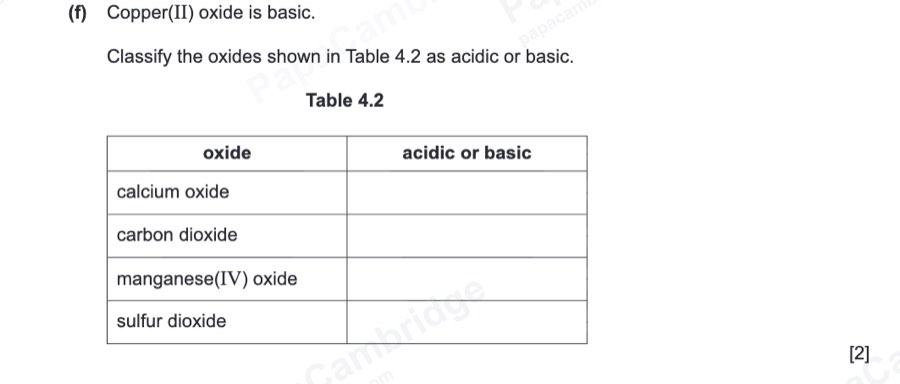 (f) Copper(II) oxide is basic.
Classify the oxides shown in Table 4.2 as acidic or basic.
Table 4.2
oxide acidic or basic
calcium oxide
carbon dioxide
manganese(IV) oxide
sulfur dioxide
[2]
Cambridge